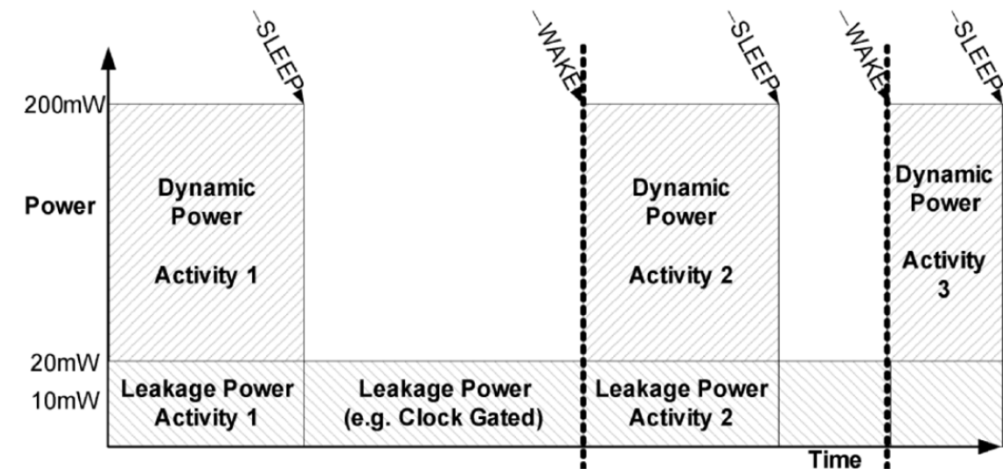 SLEEP
WAKE
SLEEP
WAKE
SLEEP
200mW
Power
20mW
10mW
Dynamic
Power
Activity 1
Dynamic
Power
Activity 2
Dynamic
Power
Activity
3
Leakage Power
Activity 1
Leakage Power
(e.g. Clock Gated)
Leakage Power
Activity 2
Time